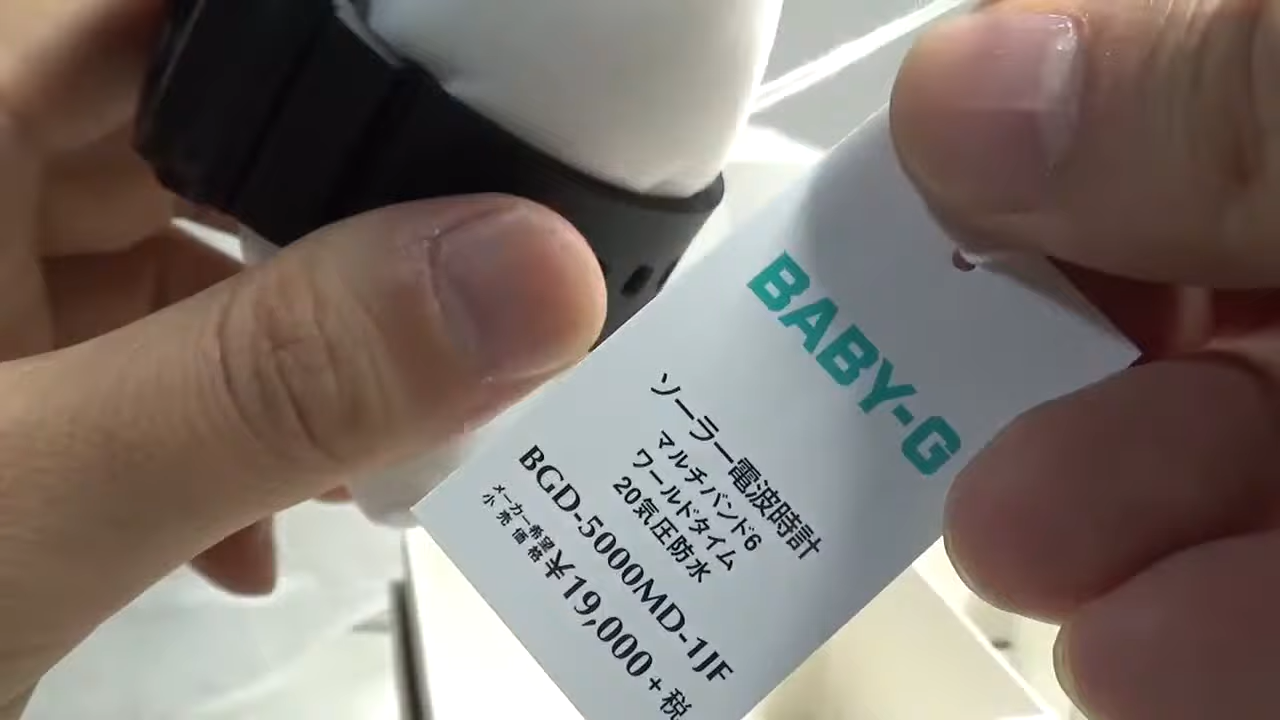 BABY-G
ソーラー電波時計
マルチバンド6
ワールドタイム
20気圧防水
BGD-5000MD-1JF
メーカー希望
小売価格 ¥19,000+税